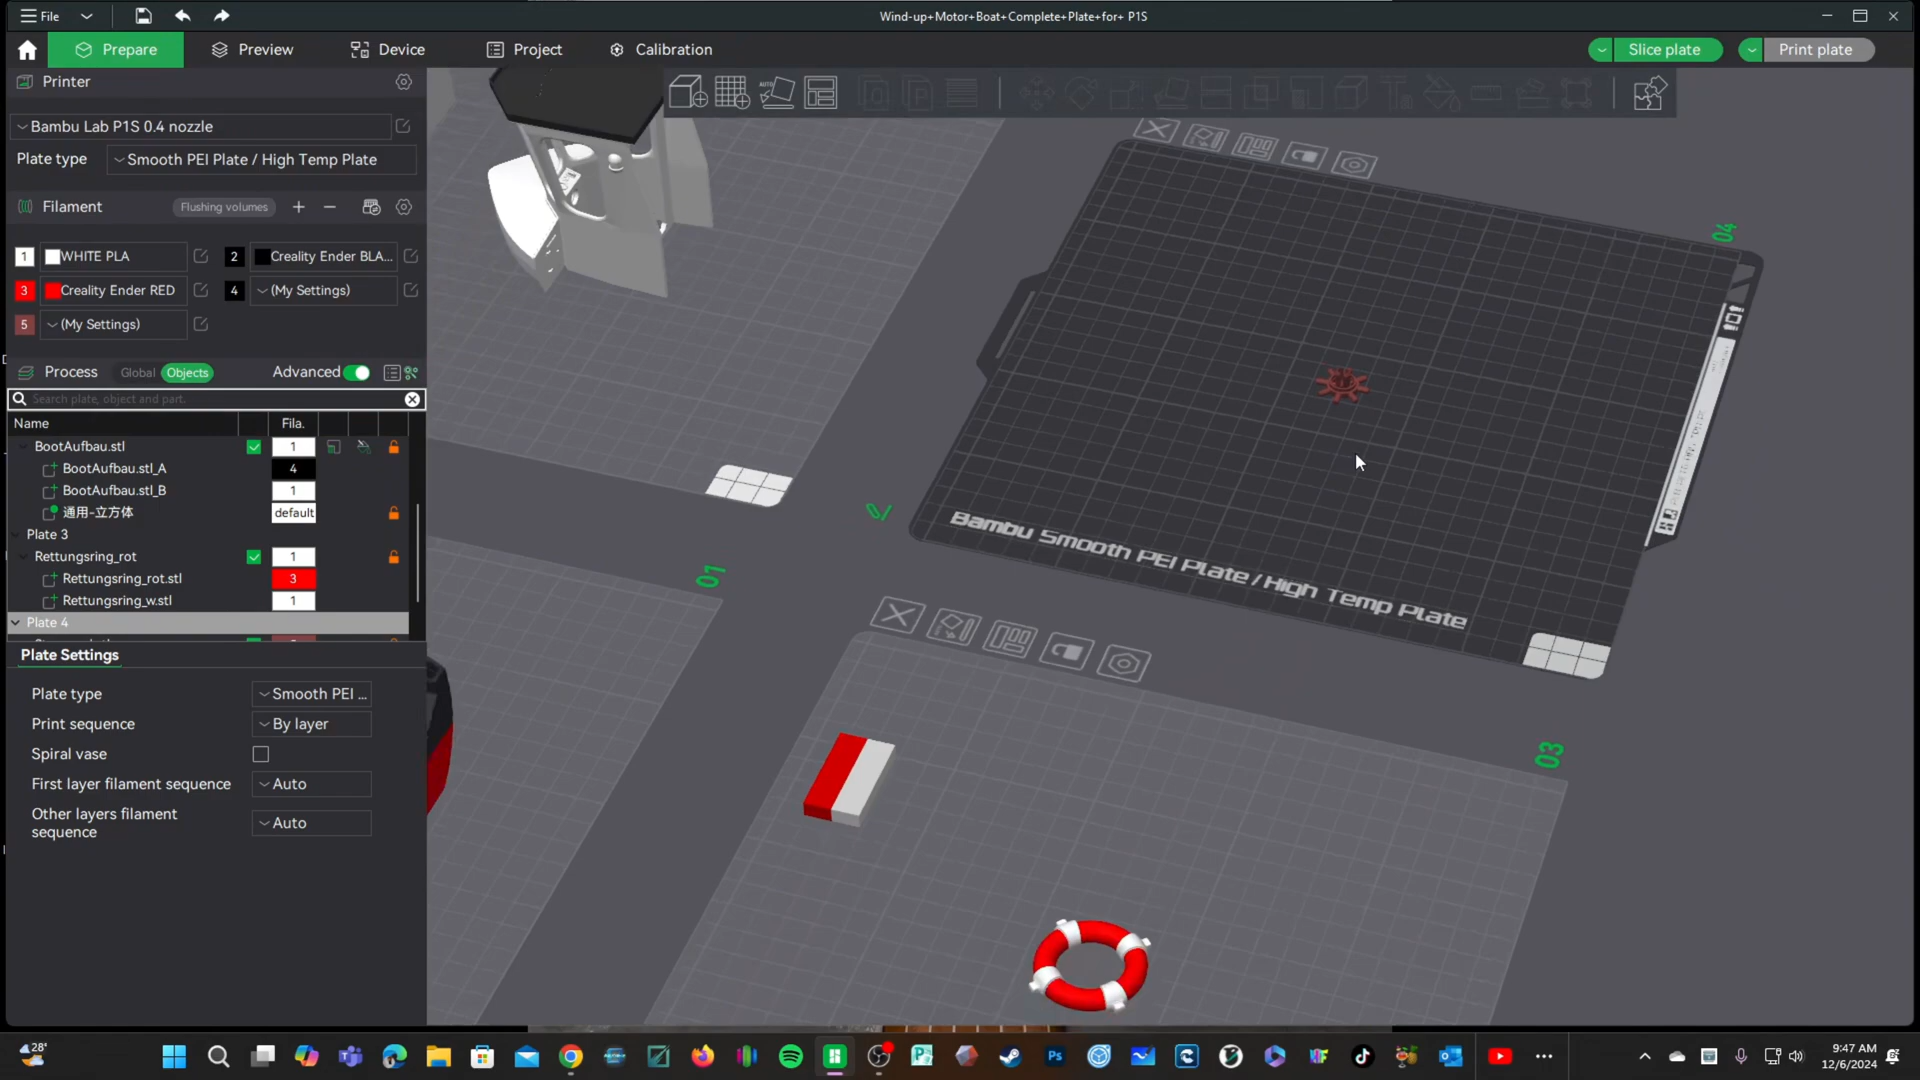 File
Wind-up+Motor+Boat+Complete+Plate+for+ P1S
Prepare
Preview
Device
Project
Calibration
Slice plate
Print plate
Printer
Bambu Lab P1S 0.4 nozzle
Plate type
Smooth PEI Plate / High Temp Plate
Filament
Flushing volumes
1 WHITE PLA
2 Creality Ender BLA...
3 Creality Ender RED
4 (My Settings)
5 (My Settings)
Process
Global
Objects
Advanced
Search plate, object and part.
Name
Fila.
BootAufbau.stl
1
BootAufbau.stl_A
4
BootAufbau.stl_B
1
通用-立方体
default
Plate 3
Rettungsring_rot
1
Rettungsring_rot.stl
3
Rettungsring_w.stl
1
Plate 4
Plate Settings
Plate type
Smooth PEI ...
Print sequence
By layer
Spiral vase
First layer filament sequence
Auto
Other layers filament
sequence
Auto
AUTO
04
01
Bambu Smooth PEI Plate / High Temp Plate
03
28°
9:47 AM
12/6/2024